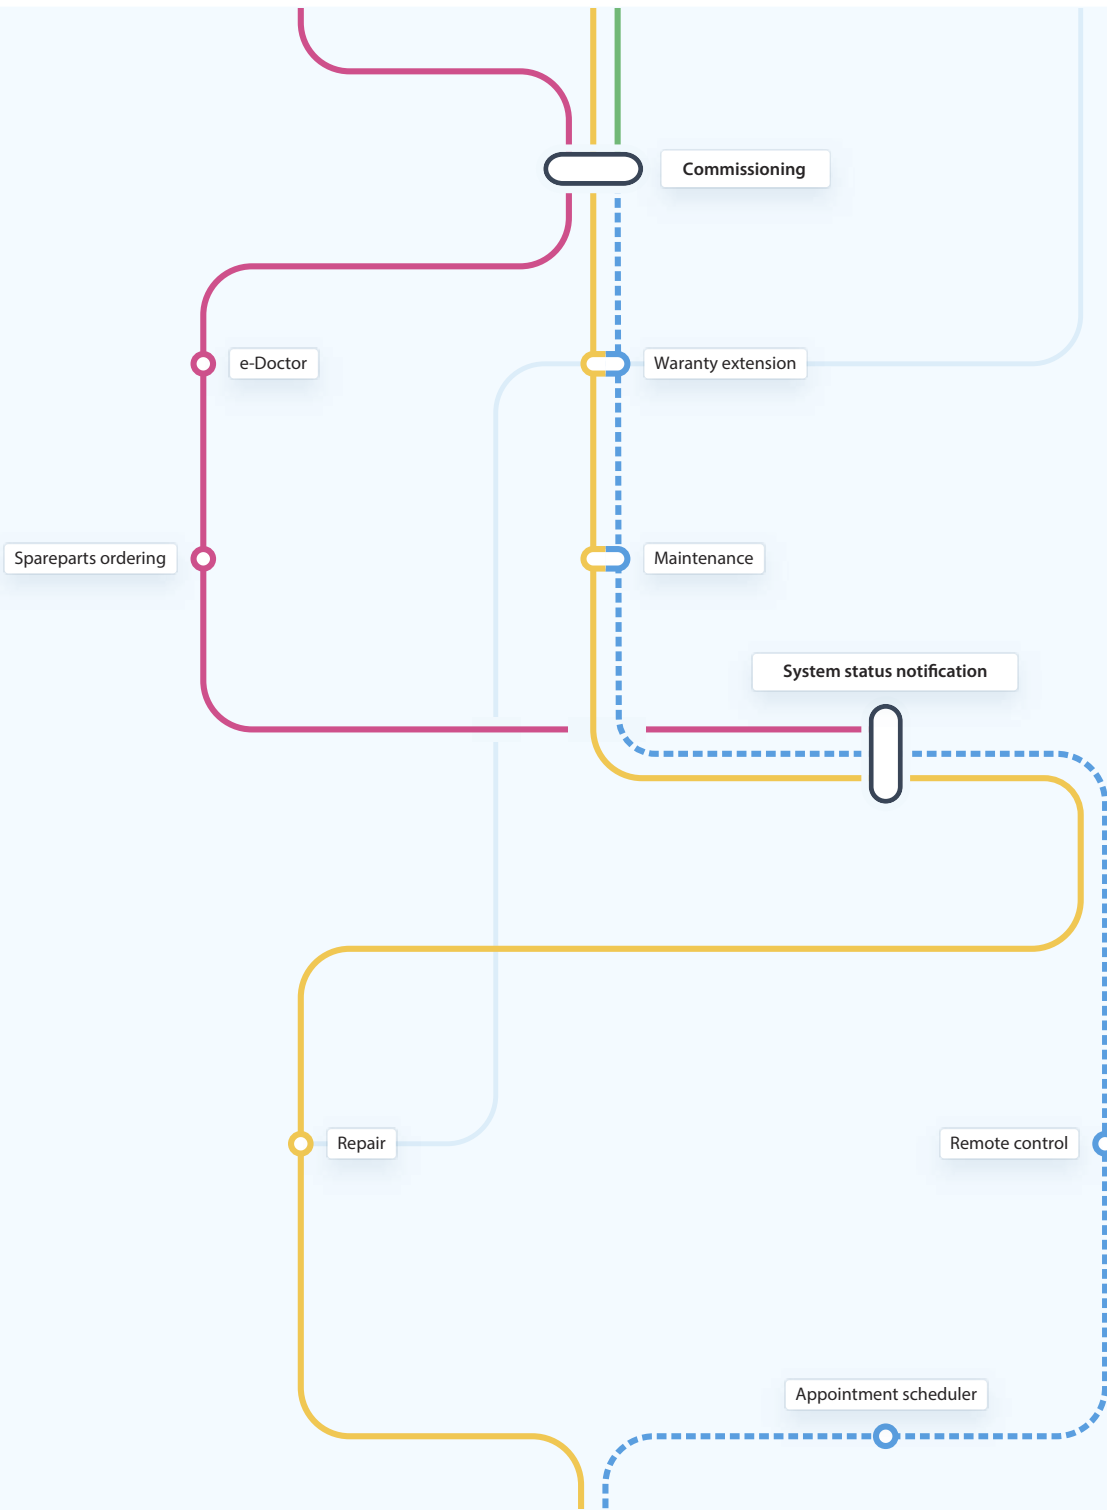 Commissioning
e-Doctor
Waranty extension
Spareparts ordering
Maintenance
System status notification
Repair
Remote control
Appointment scheduler